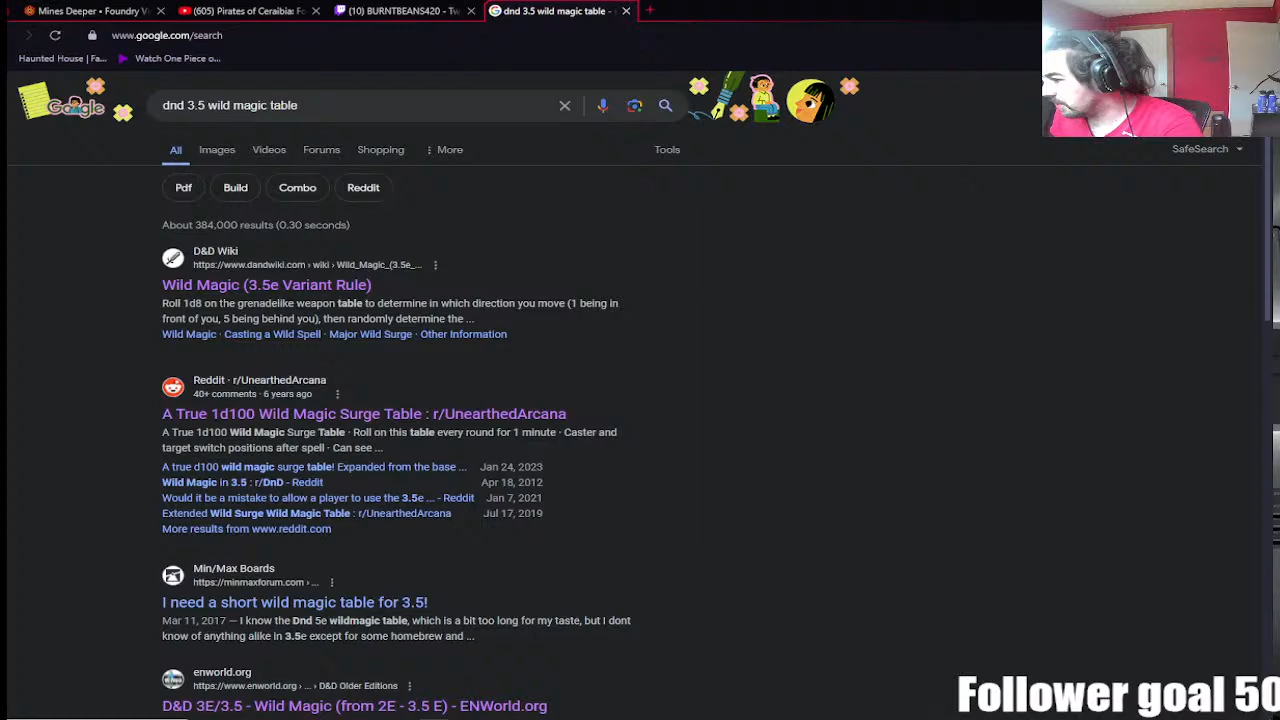 Mines Deeper • Foundry V
(605) Pirates of Ceraibia: Fo
(10) BURNTBEANS420 - Tw
dnd 3.5 wild magic table -
www.google.com/search
Haunted House | Fa...
Watch One Piece o...
Google
dnd 3.5 wild magic table
All
Images
Videos
Forums
Shopping
More
Tools
SafeSearch
Pdf
Build
Combo
Reddit
About 384,000 results (0.30 seconds)
D&D Wiki
https://www.dandwiki.com › wiki › Wild_Magic_(3.5e_...
Wild Magic (3.5e Variant Rule)
Roll 1d8 on the grenadelike weapon table to determine in which direction you move (1 being in
front of you, 5 being behind you), then randomly determine the ...
Wild Magic · Casting a Wild Spell · Major Wild Surge · Other Information
Reddit · r/UnearthedArcana
40+ comments · 6 years ago
A True 1d100 Wild Magic Surge Table : r/UnearthedArcana
A True 1d100 Wild Magic Surge Table · Roll on this table every round for 1 minute · Caster and
target switch positions after spell · Can see ...
A true d100 wild magic surge table! Expanded from the base ... Jan 24, 2023
Wild Magic in 3.5 : r/DnD - Reddit Apr 18, 2012
Would it be a mistake to allow a player to use the 3.5e ... - Reddit Jan 7, 2021
Extended Wild Surge Wild Magic Table : r/UnearthedArcana Jul 17, 2019
More results from www.reddit.com
Min/Max Boards
https://minmaxforum.com › ...
I need a short wild magic table for 3.5!
Mar 11, 2017 — I know the Dnd 5e wildmagic table, which is a bit too long for my taste, but I dont
know of anything alike in 3.5e except for some homebrew and ...
enworld.org
https://www.enworld.org › ... › D&D Older Editions
D&D 3E/3.5 - Wild Magic (from 2E - 3.5 E) - ENWorld.org
Follower goal 50